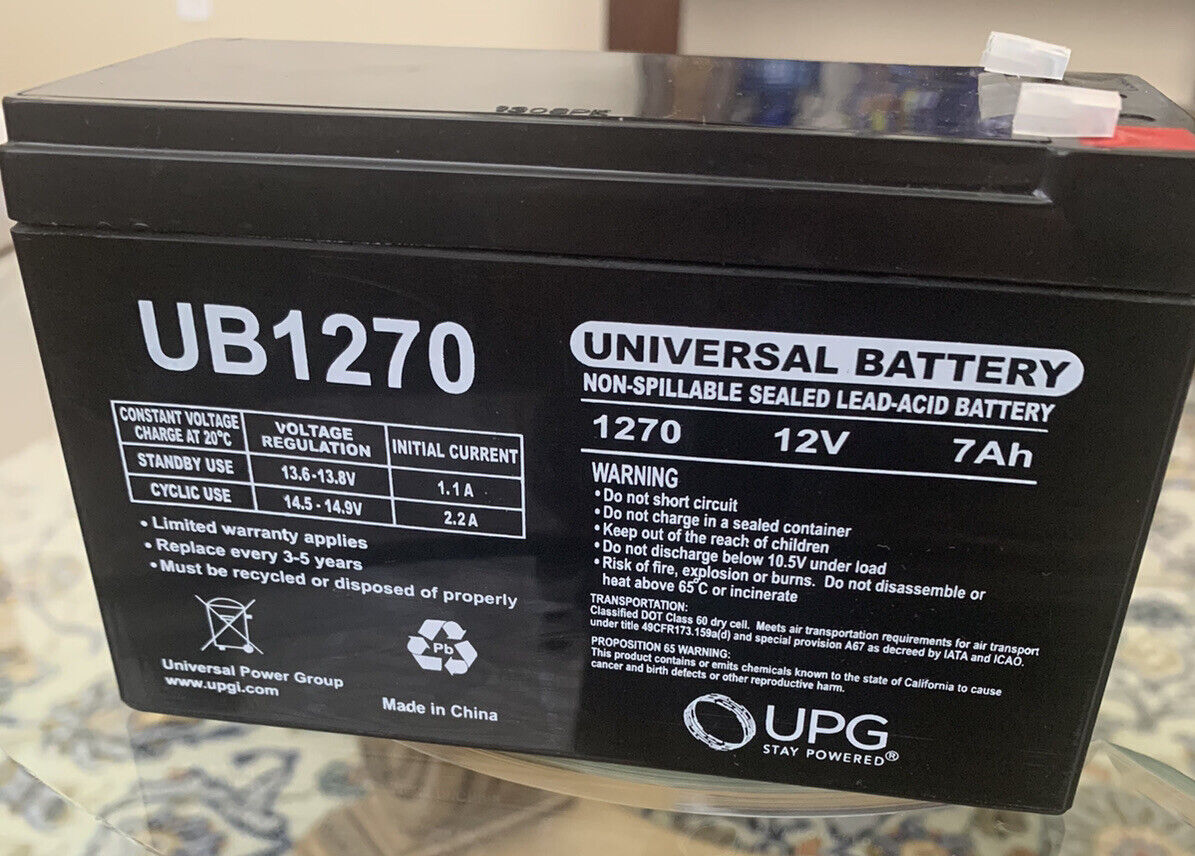 UB1270
CONSTANT VOLTAGE
CHARGE AT 20°C
VOLTAGE
REGULATION
INITIAL CURRENT
STANDBY USE
13.6-13.8V
1.1 A
CYCLIC USE
14.5 - 14.9V
2.2 A
• Limited warranty applies
• Replace every 3-5 years
• Must be recycled or disposed of properly
Pb
Universal Power Group
www.upgi.com
Made in China
UNIVERSAL BATTERY
NON-SPILLABLE SEALED LEAD-ACID BATTERY
1270 12V 7Ah
WARNING
• Do not short circuit
• Do not charge in a sealed container
• Keep out of the reach of children
• Do not discharge below 10.5V under load
• Risk of fire, explosion or burns. Do not disassemble or
heat above 65°C or incinerate
TRANSPORTATION:
Classified DOT Class 60 dry cell. Meets air transportation requirements for air transport
under title 49CFR173.159a(d) and special provision A67 as decreed by IATA and ICAO.
PROPOSITION 65 WARNING:
This product contains or emits chemicals known to the state of California to cause
cancer and birth defects or other reproductive harm.
UPG
STAY POWERED®